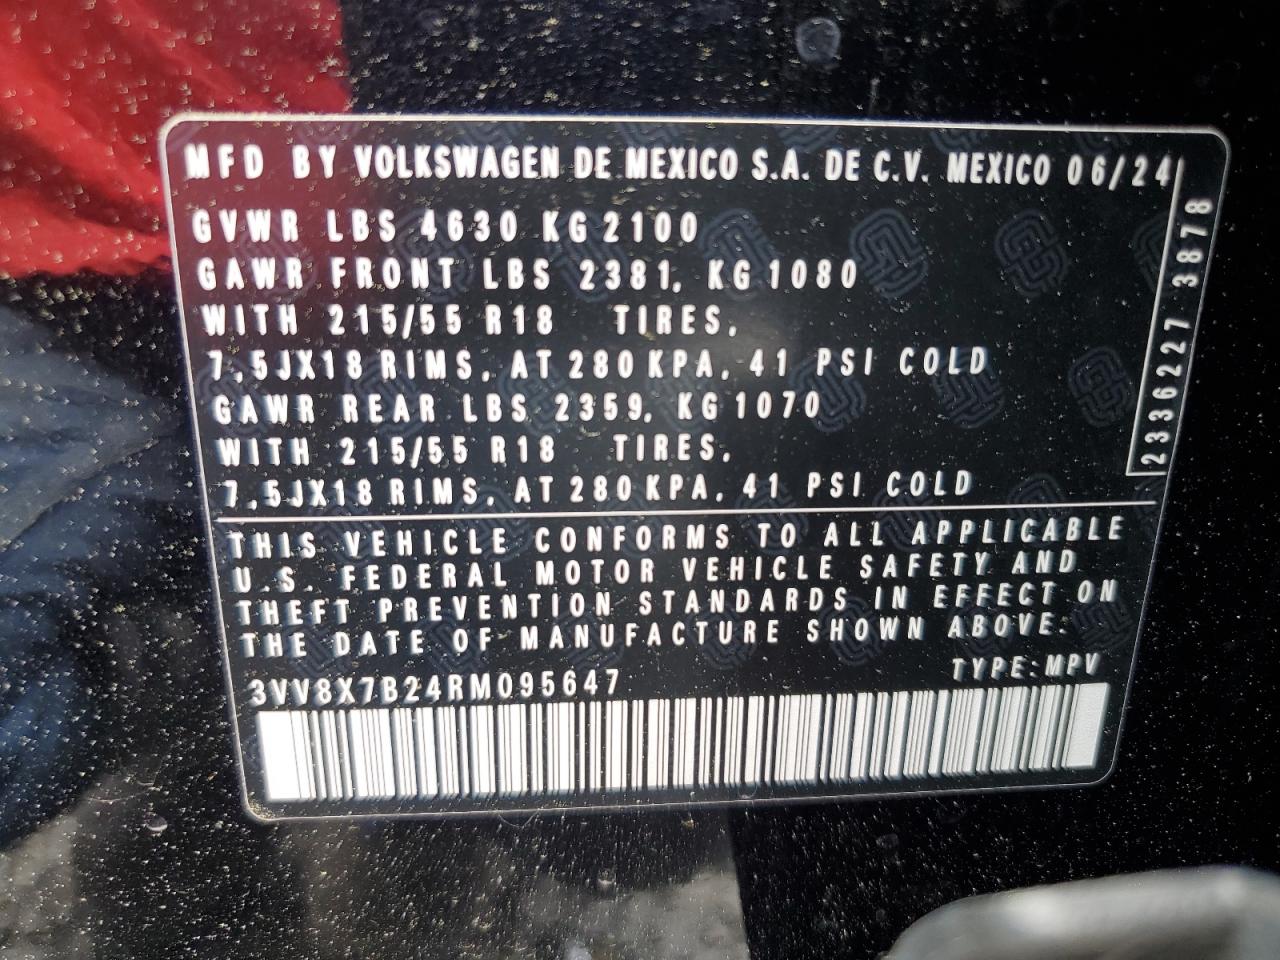 MFD BY VOLKSWAGEN DE MEXICO S.A. DE C.V. MEXICO 06/24
GVWR LBS 4630 KG 2100
GAWR FRONT LBS 2381, KG 1080
WITH 215/55 R18 TIRES,
7,5JX18 RIMS, AT 280 KPA, 41 PSI COLD
GAWR REAR LBS 2359, KG 1070
WITH 215/55 R18 TIRES,
7,5JX18 RIMS, AT 280 KPA, 41 PSI COLD
2336227 3878
THIS VEHICLE CONFORMS TO ALL APPLICABLE
U.S. FEDERAL MOTOR VEHICLE SAFETY AND
THEFT PREVENTION STANDARDS IN EFFECT ON
THE DATE OF MANUFACTURE SHOWN ABOVE.
TYPE: MPV
3VV8X7B24RM095647